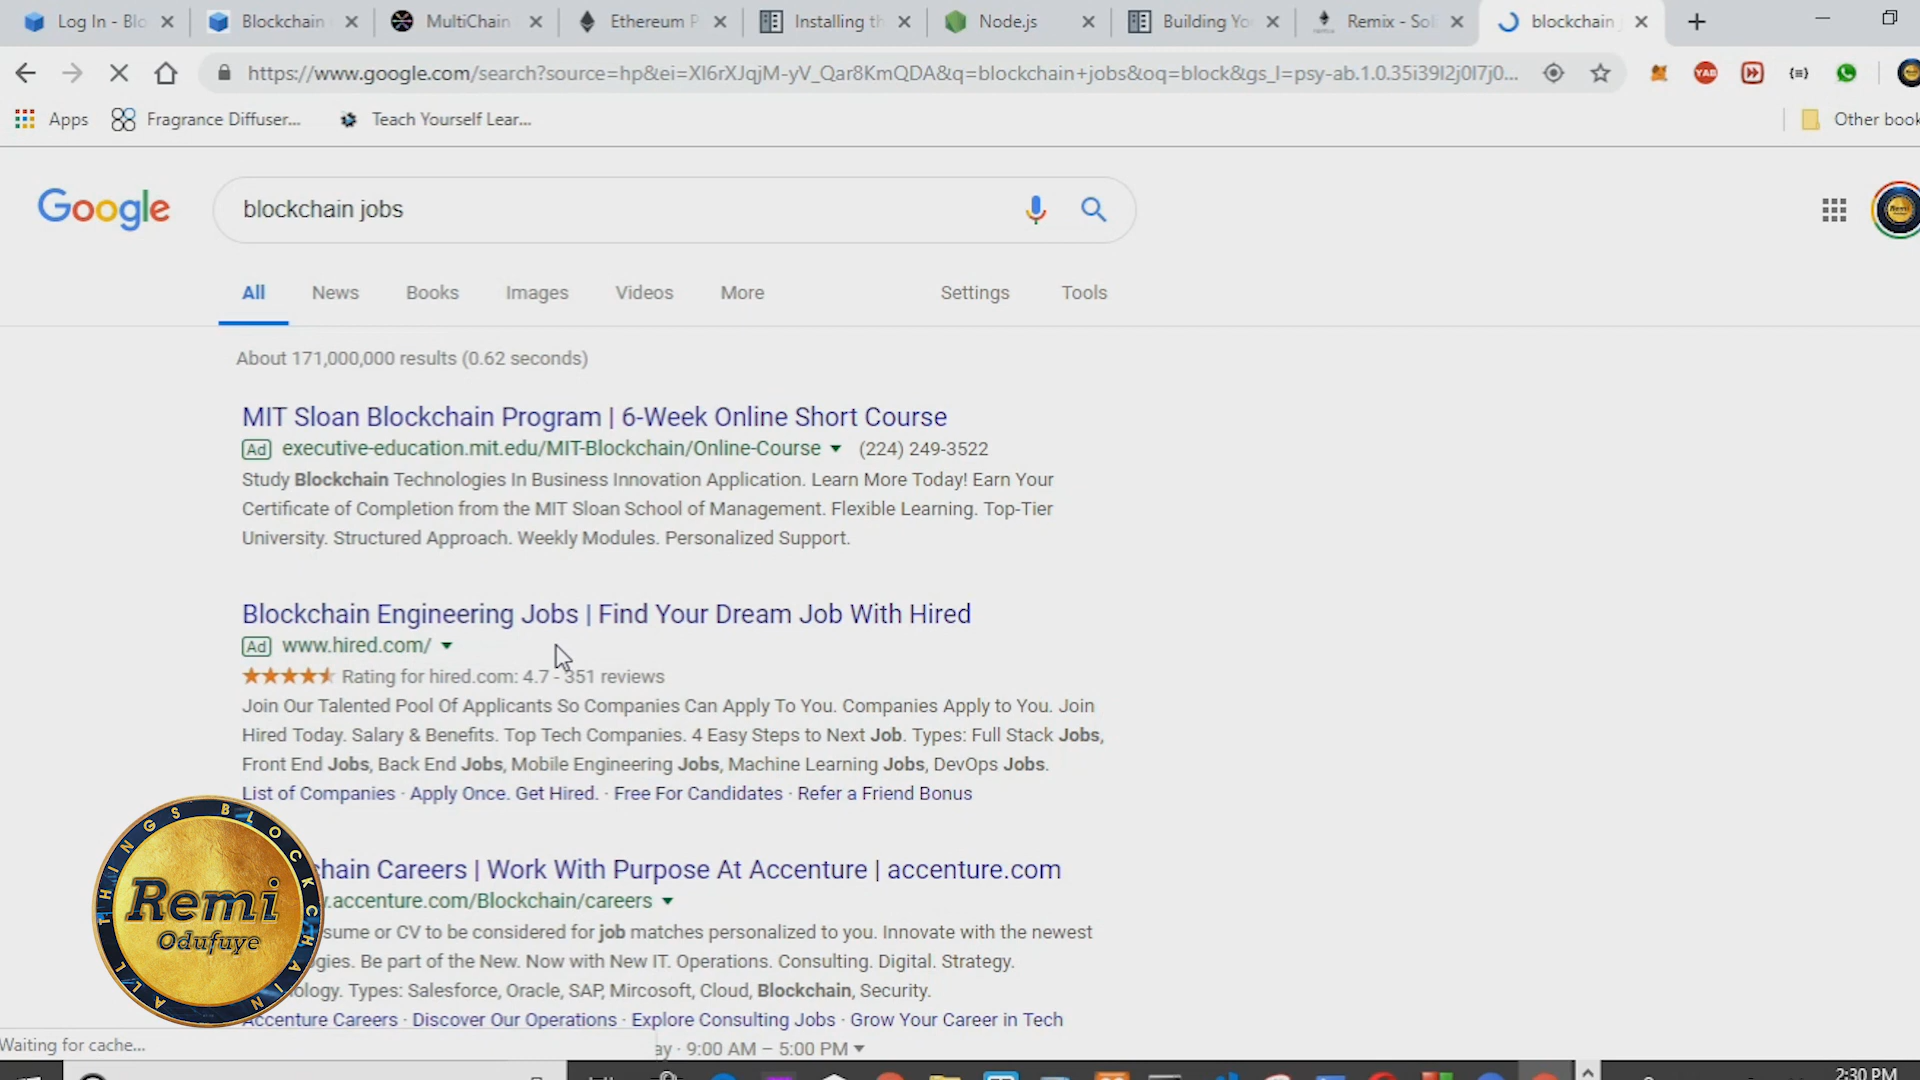 Log In - Blo
Blockchain
MultiChain
Ethereum P
Installing th
Node.js
Building Yo
Remix - Soli
blockchain j
https://www.google.com/search?source=hp&ei=XI6rXJqjM-yV_Qar8KmQDA&q=blockchain+jobs&oq=block&gs_l=psy-ab.1.0.35i39l2j0l7j0...
YAB
Apps
Fragrance Diffuser...
Teach Yourself Lear...
Other book
Google
blockchain jobs
All
News
Books
Images
Videos
More
Settings
Tools
About 171,000,000 results (0.62 seconds)
MIT Sloan Blockchain Program | 6-Week Online Short Course
Ad executive-education.mit.edu/MIT-Blockchain/Online-Course (224) 249-3522
Study Blockchain Technologies In Business Innovation Application. Learn More Today! Earn Your
Certificate of Completion from the MIT Sloan School of Management. Flexible Learning. Top-Tier
University. Structured Approach. Weekly Modules. Personalized Support.
Blockchain Engineering Jobs | Find Your Dream Job With Hired
Ad www.hired.com/
Rating for hired.com: 4.7 - 351 reviews
Join Our Talented Pool Of Applicants So Companies Can Apply To You. Companies Apply to You. Join
Hired Today. Salary & Benefits. Top Tech Companies. 4 Easy Steps to Next Job. Types: Full Stack Jobs,
Front End Jobs, Back End Jobs, Mobile Engineering Jobs, Machine Learning Jobs, DevOps Jobs.
List of Companies · Apply Once. Get Hired. · Free For Candidates · Refer a Friend Bonus
chain Careers | Work With Purpose At Accenture | accenture.com
.accenture.com/Blockchain/careers
sume or CV to be considered for job matches personalized to you. Innovate with the newest
gies. Be part of the New. Now with New IT. Operations. Consulting. Digital. Strategy.
ology. Types: Salesforce, Oracle, SAP, Mircosoft, Cloud, Blockchain, Security.
Accenture Careers · Discover Our Operations · Explore Consulting Jobs · Grow Your Career in Tech
ay · 9:00 AM – 5:00 PM
ALL THINGS BLOCKCHAIN
Remi
Odufuye
Waiting for cache...
2:30 PM